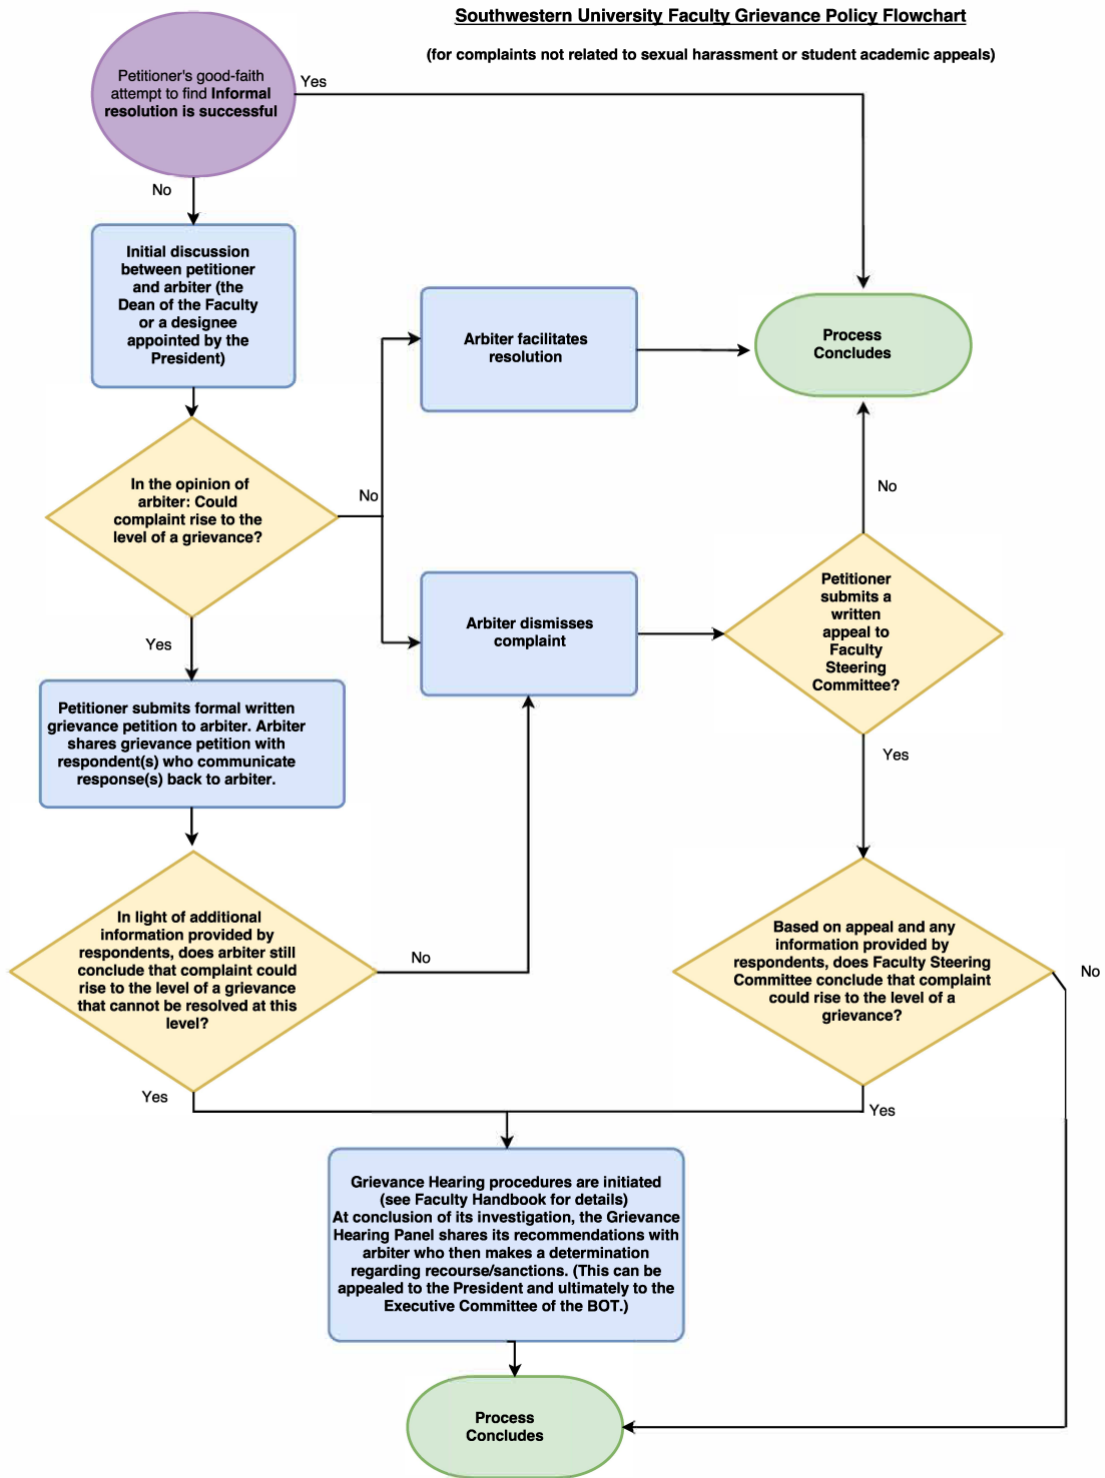 Southwestern University Faculty Grievance Policy Flowchart
(for complaints not related to sexual harassment or student academic appeals)
Petitioner's good-faith
attempt to find Informal
resolution is successful
Yes
No
Initial discussion
between petitioner
and arbiter (the
Dean of the Faculty
or a designee
appointed by the
President)
Arbiter facilitates
resolution
Process
Concludes
In the opinion of
arbiter: Could
complaint rise to the
level of a grievance?
No
No
Yes
Arbiter dismisses
complaint
Petitioner
submits a
written
appeal to
Faculty
Steering
Committee?
Petitioner submits formal written
grievance petition to arbiter. Arbiter
shares grievance petition with
respondent(s) who communicate
response(s) back to arbiter.
Yes
In light of additional
information provided by
respondents, does arbiter still
conclude that complaint could
rise to the level of a grievance
that cannot be resolved at this
level?
No
Based on appeal and any
information provided by
respondents, does Faculty Steering
Committee conclude that complaint
could rise to the level of a
grievance?
No
Yes
Yes
Grievance Hearing procedures are initiated
(see Faculty Handbook for details)
At conclusion of its investigation, the Grievance
Hearing Panel shares its recommendations with
arbiter who then makes a determination
regarding recourse/sanctions. (This can be
appealed to the President and ultimately to the
Executive Committee of the BOT.)
Process
Concludes